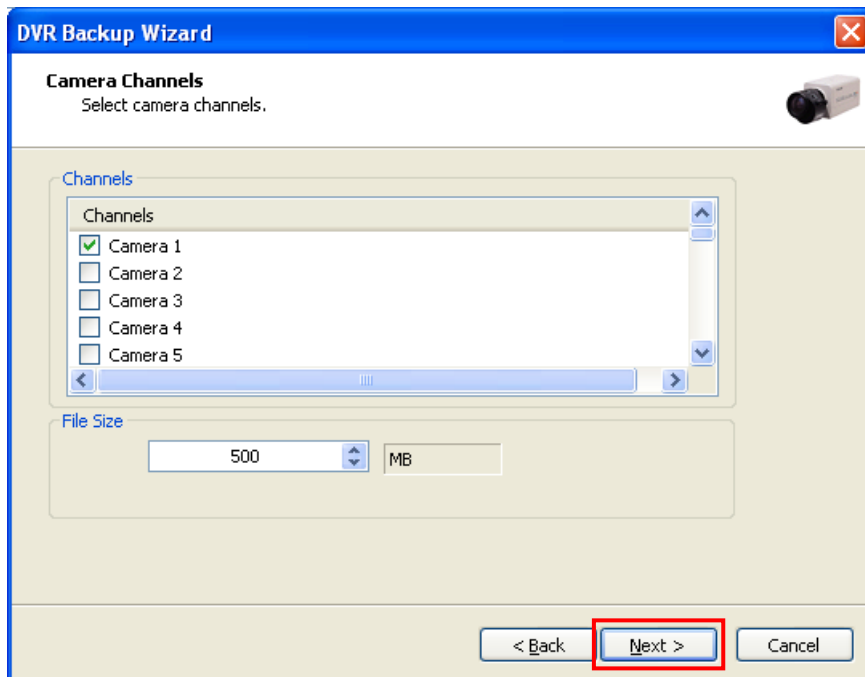 DVR Backup Wizard
Camera Channels
Select camera channels.
Channels
Channels
Camera 1
Camera 2
Camera 3
Camera 4
Camera 5
File Size
500 MB
< Back Next > Cancel